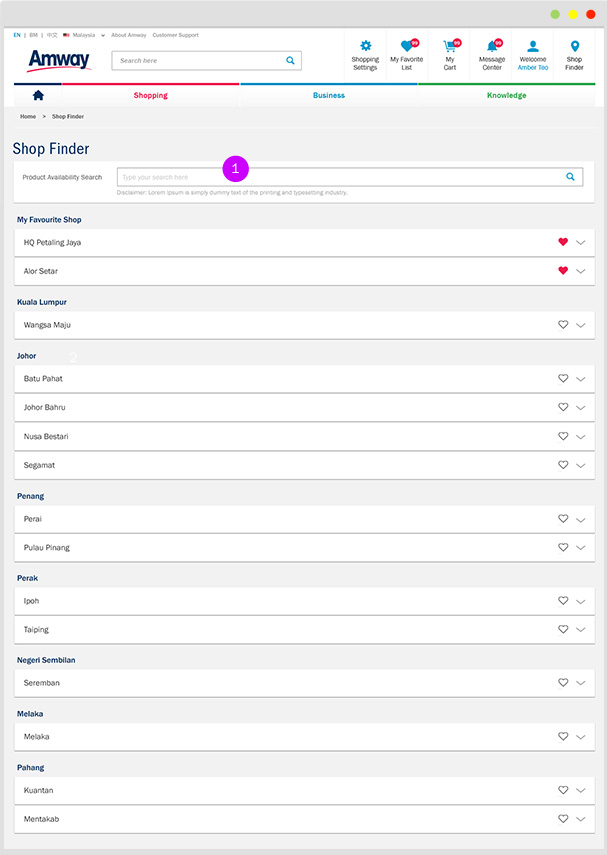 EN | BM | 中文 Malaysia About Amway Customer Support
Amway
Search here
99 99 99
Shopping Settings
My Favorite List
My Cart
Message Center
Welcome Amber Teo
Shop Finder
Shopping Business Knowledge
Home > Shop Finder
Shop Finder
1
Product Availability Search Type your search here
Disclaimer: Lorem Ipsum is simply dummy text of the printing and typesetting industry.
My Favourite Shop
HQ Petaling Jaya
Alor Setar
Kuala Lumpur
Wangsa Maju
Johor 2
Batu Pahat
Johor Bahru
Nusa Bestari
Segamat
Penang
Perai
Pulau Pinang
Perak
Ipoh
Taiping
Negeri Sembilan
Seremban
Melaka
Melaka
Pahang
Kuantan
Mentakab